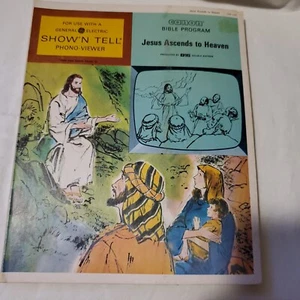 FOR USE WITH A
GENERAL ELECTRIC
SHOW'N TELL
PHONO-VIEWER
BIBLE PROGRAM
Jesus Ascends to Heaven